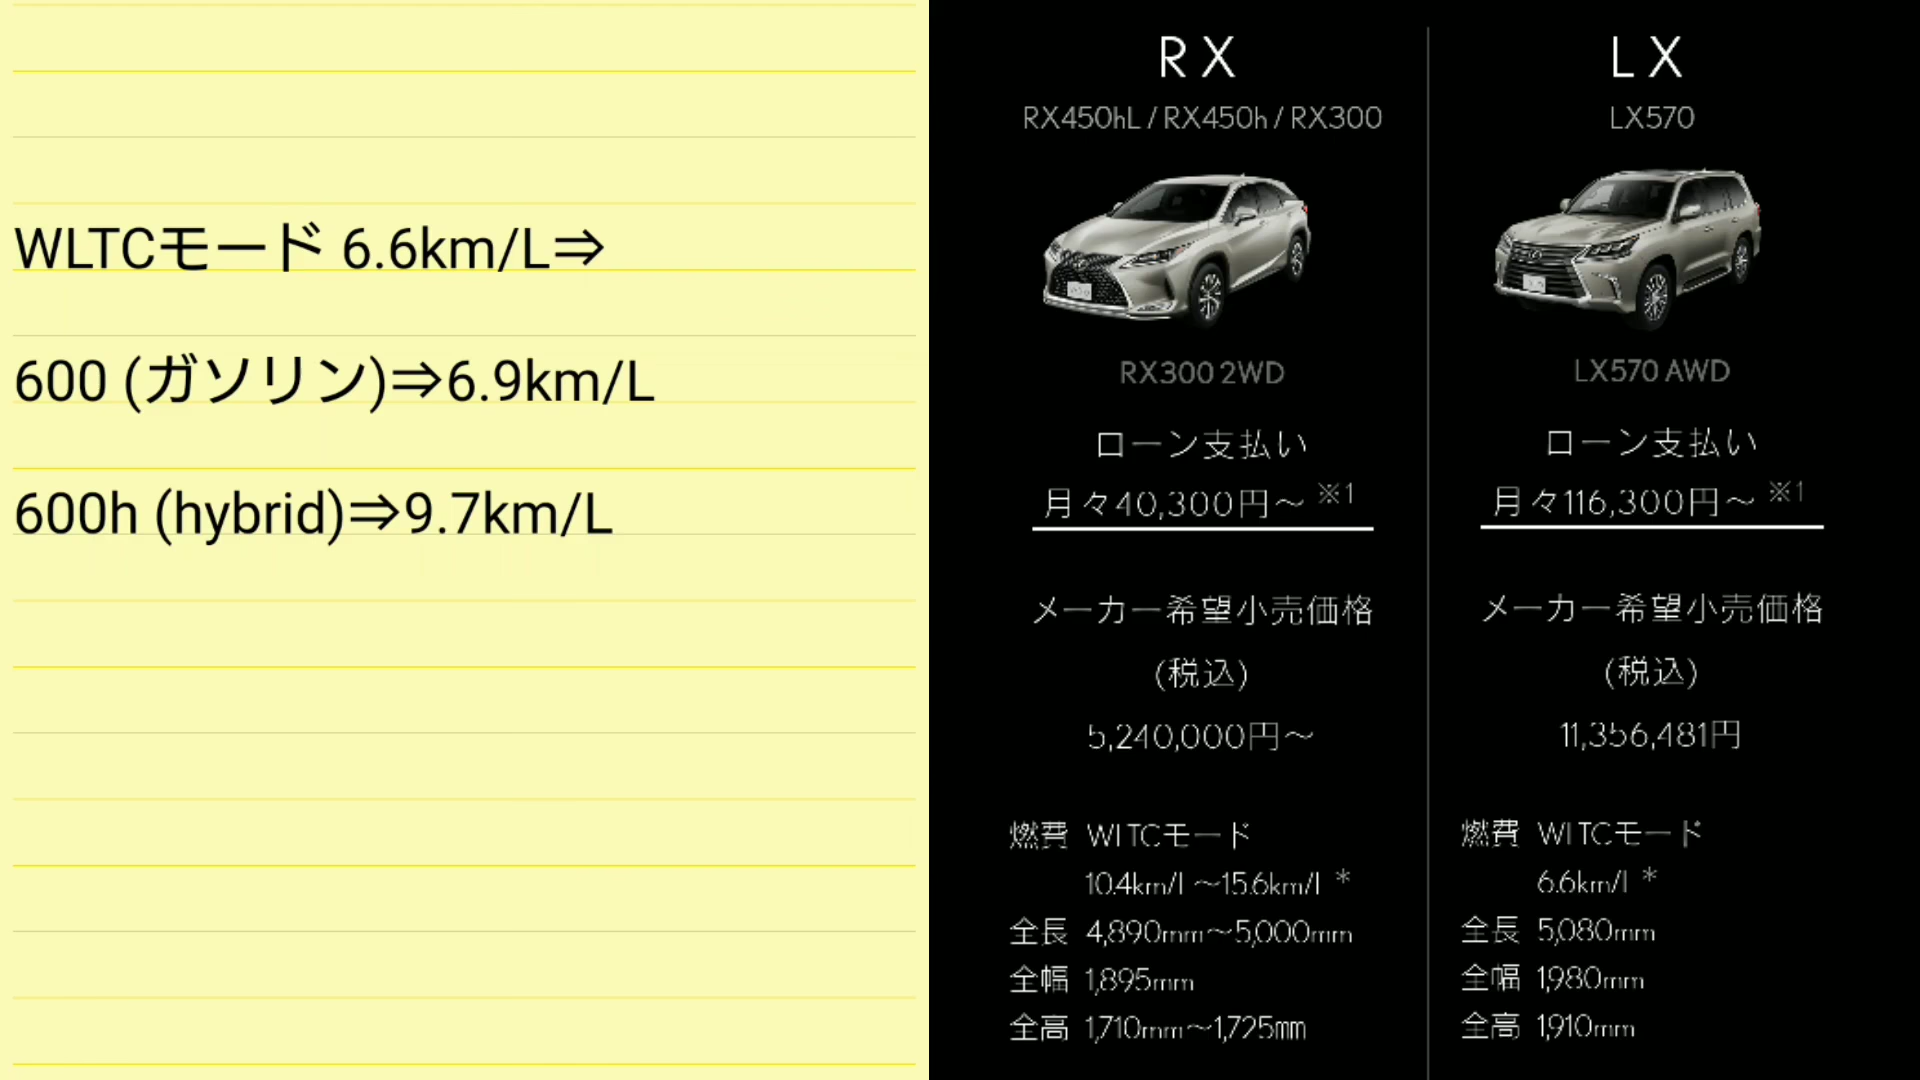 WLTCモード 6.6km/L⇒
600 (ガソリン)⇒6.9km/L
600h (hybrid)⇒9.7km/L
RX
RX450hL / RX450h / RX300
RX300 2WD
ローン支払い
月々40,300円～ ※1
メーカー希望小売価格
(税込)
5,240,000円～
燃費 WLTCモード
10.4km/L～15.6km/L *
全長 4,890mm～5,000mm
全幅 1,895mm
全高 1,710mm～1,725mm
LX
LX570
LX570 AWD
ローン支払い
月々116,300円～ ※1
メーカー希望小売価格
(税込)
11,356,481円
燃費 WLTCモード
6.6km/L *
全長 5,080mm
全幅 1,980mm
全高 1,910mm